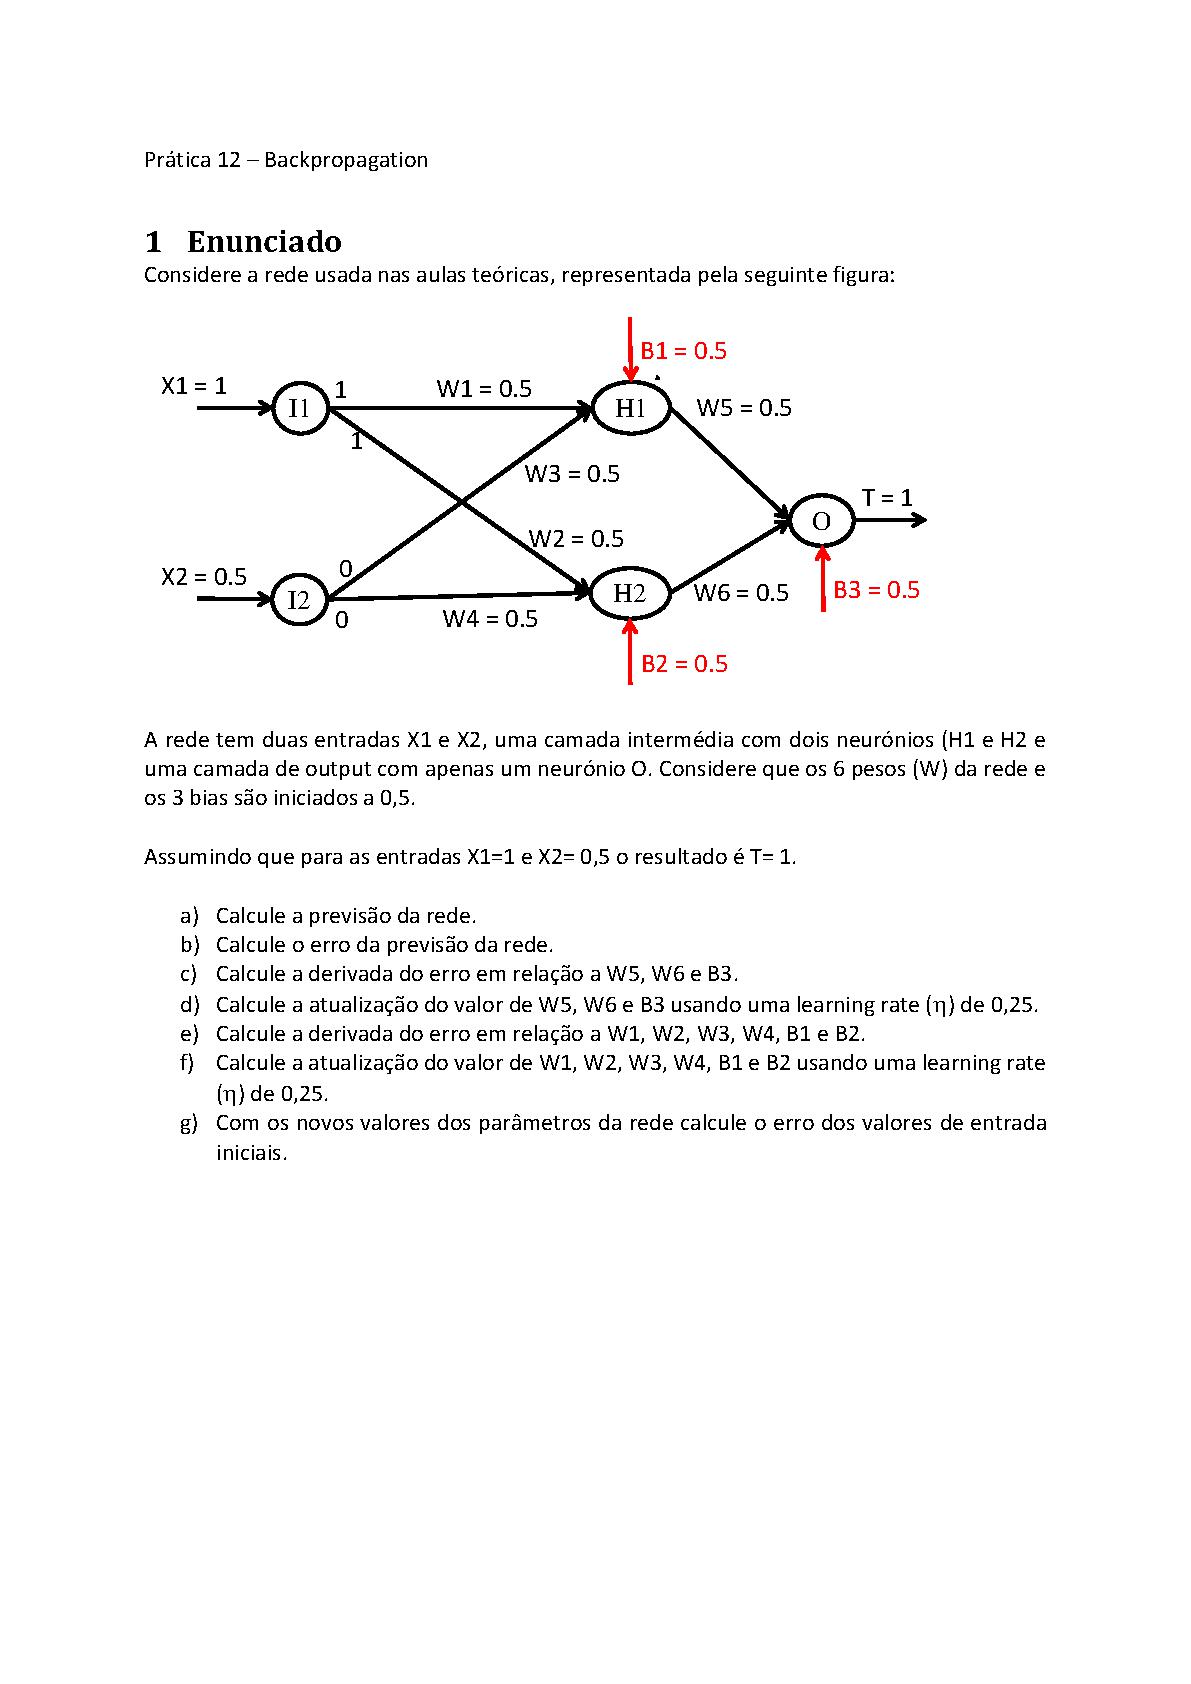 Prática 12 – Backpropagation
1 Enunciado
Considere a rede usada nas aulas teóricas, representada pela seguinte figura:
B1 = 0.5
X1 = 1
I1
1
W1 = 0.5
H1
W5 = 0.5
1
W3 = 0.5
T = 1
O
W2 = 0.5
X2 = 0.5
I2
0
H2
W6 = 0.5
B3 = 0.5
0
W4 = 0.5
B2 = 0.5
A rede tem duas entradas X1 e X2, uma camada intermédia com dois neurónios (H1 e H2 e
uma camada de output com apenas um neurónio O. Considere que os 6 pesos (W) da rede e
os 3 bias são iniciados a 0,5.
Assumindo que para as entradas X1=1 e X2= 0,5 o resultado é T= 1.
a) Calcule a previsão da rede.
b) Calcule o erro da previsão da rede.
c) Calcule a derivada do erro em relação a W5, W6 e B3.
d) Calcule a atualização do valor de W5, W6 e B3 usando uma learning rate (η) de 0,25.
e) Calcule a derivada do erro em relação a W1, W2, W3, W4, B1 e B2.
f) Calcule a atualização do valor de W1, W2, W3, W4, B1 e B2 usando uma learning rate
(η) de 0,25.
g) Com os novos valores dos parâmetros da rede calcule o erro dos valores de entrada
iniciais.